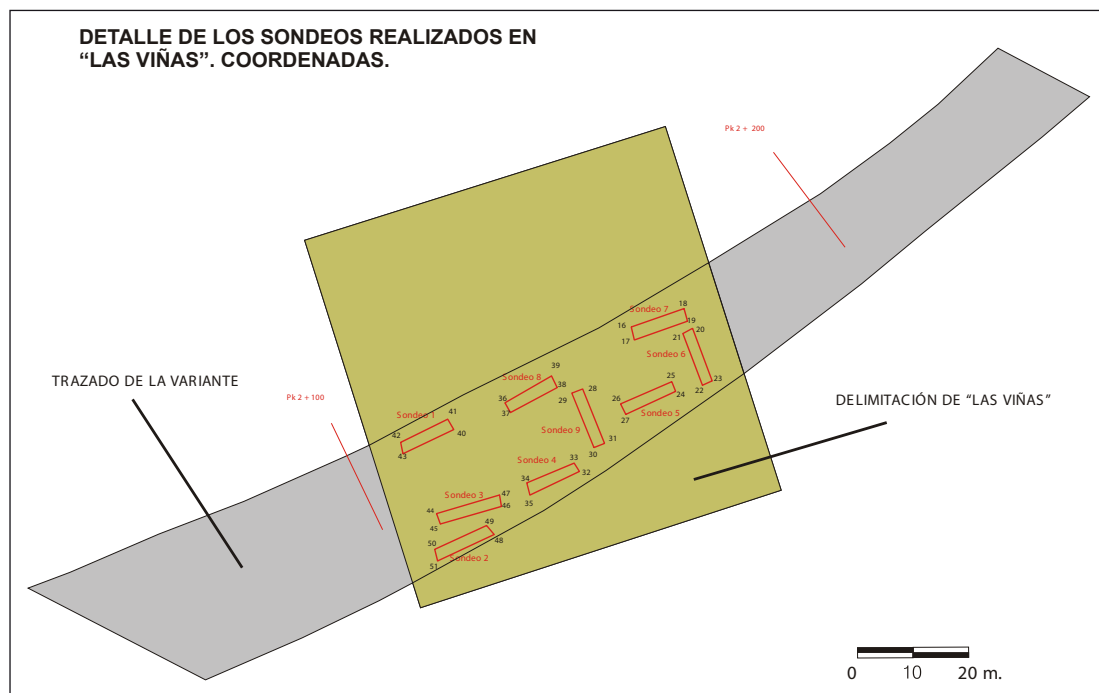 DETALLE DE LOS SONDEOS REALIZADOS EN
“LAS VIÑAS”. COORDENADAS.
Pk 2 + 200
TRAZADO DE LA VARIANTE
Pk 2 + 100
DELIMITACIÓN DE “LAS VIÑAS”
Sondeo 7
16
17
18
19
Sondeo 6
20
21
22
23
Sondeo 8
36
37
38
39
Sondeo 9
28
29
30
31
Sondeo 5
24
25
26
27
Sondeo 1
40
41
42
43
Sondeo 4
32
33
34
35
Sondeo 3
44
45
46
47
Sondeo 2
48
49
50
51
0 10 20 m.